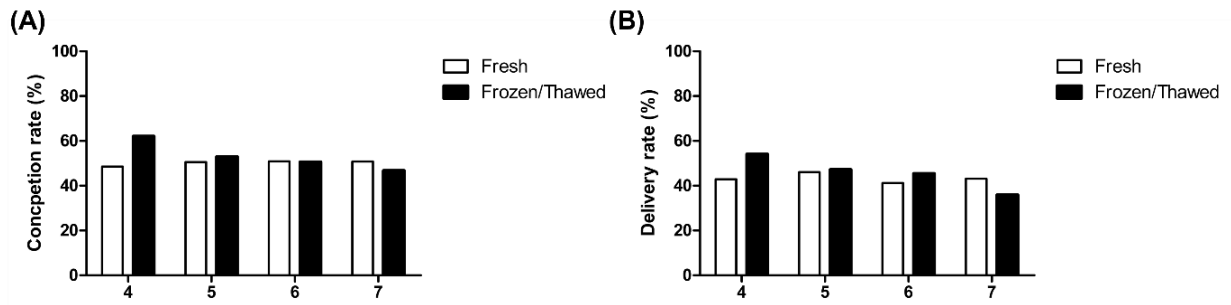 (A)
Concpetion rate (%)
100
80
60
40
20
0
4 5 6 7
Fresh
Frozen/Thawed
(B)
Delivery rate (%)
100
80
60
40
20
0
4 5 6 7
Fresh
Frozen/Thawed